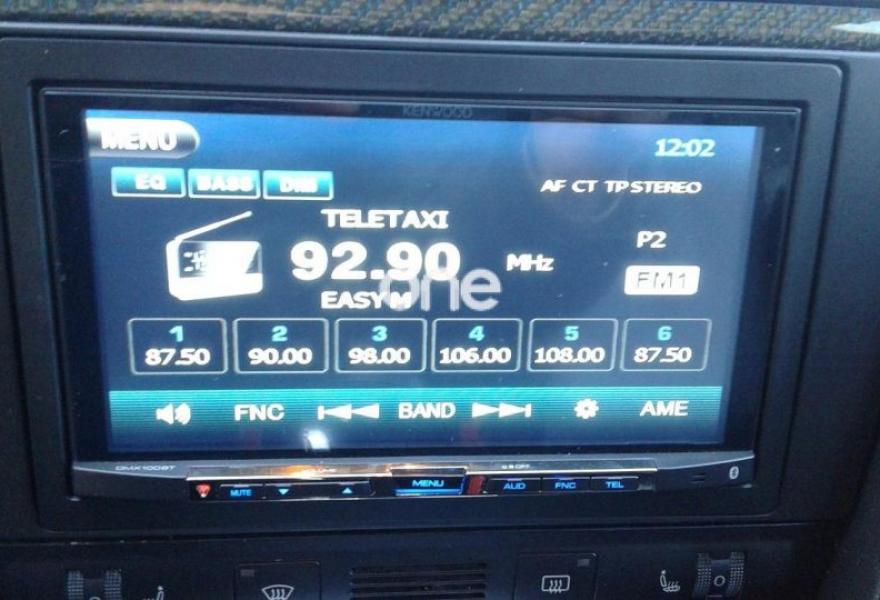 KENWOOD
MENU
12:02
EQ BASS DIM
AF CT TP STEREO
TELETAXI
92.90 MHz
P2
FM1
EASY M
one
1 2 3 4 5 6
87.50 90.00 98.00 106.00 108.00 87.50
FNC BAND AME
DMX100BT
MUTE MENU AUD FNC TEL